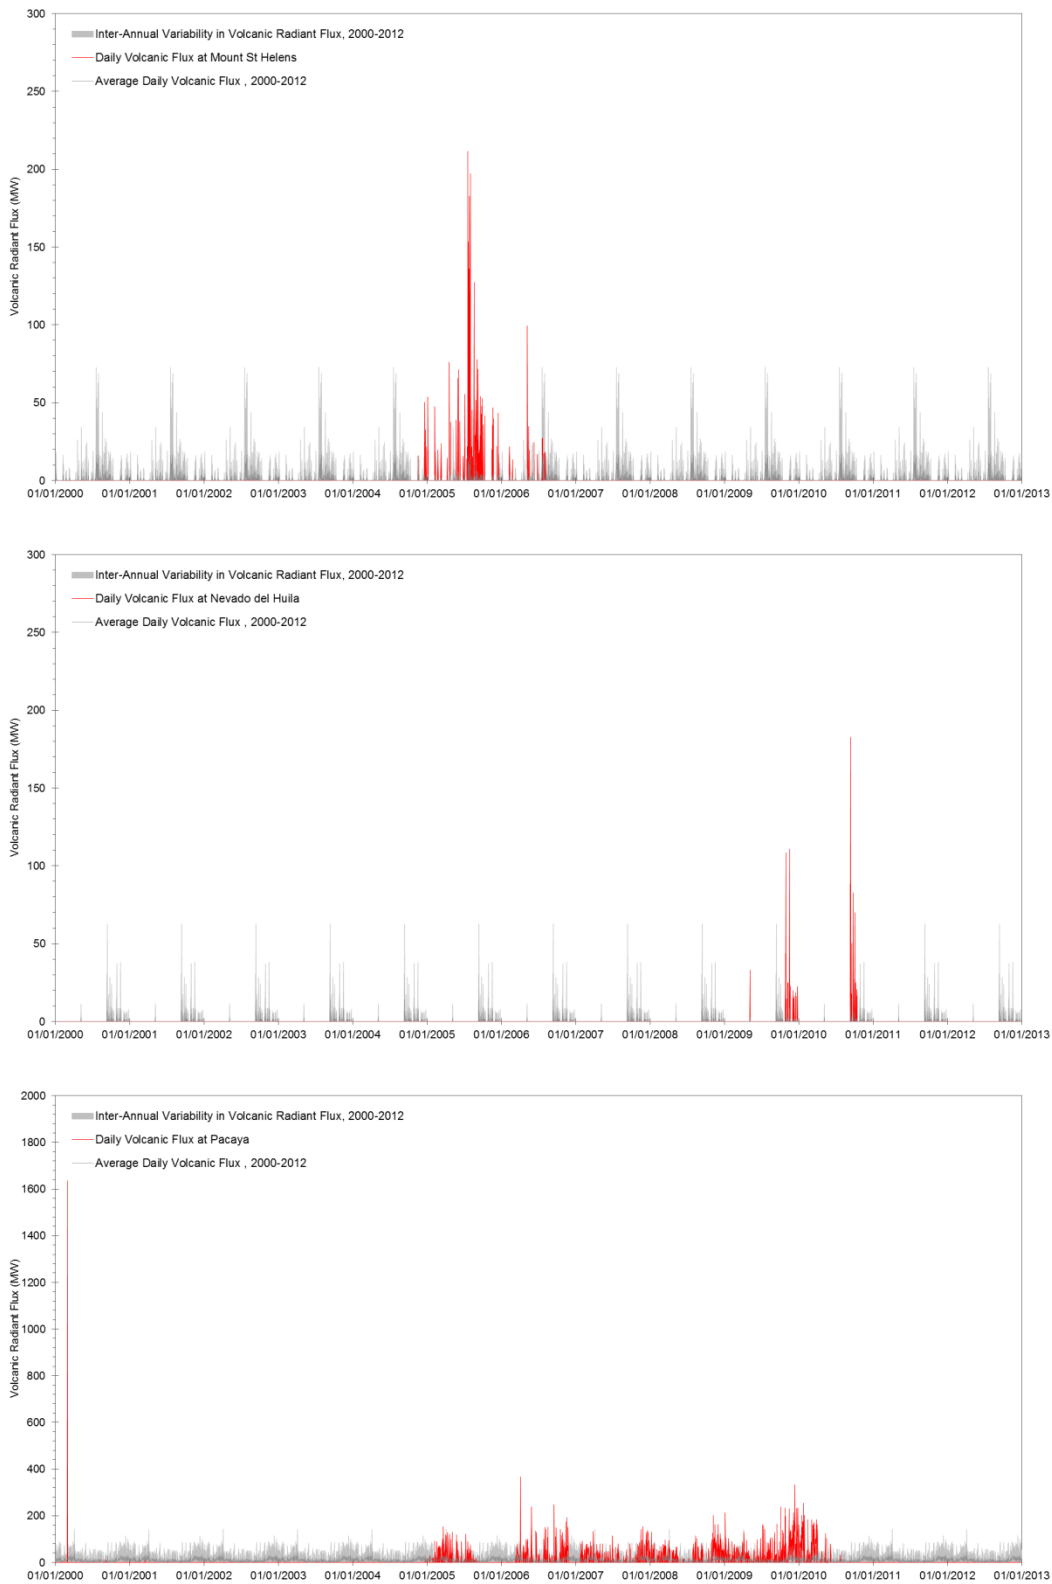 300
Inter-Annual Variability in Volcanic Radiant Flux, 2000-2012
Daily Volcanic Flux at Mount St Helens
250
Average Daily Volcanic Flux , 2000-2012
200
Volcanic Radiant Flux (MW)
150
100
50
0
01/01/2000 01/01/2001 01/01/2002 01/01/2003 01/01/2004 01/01/2005 01/01/2006 01/01/2007 01/01/2008 01/01/2009 01/01/2010 01/01/2011 01/01/2012 01/01/2013
300
Inter-Annual Variability in Volcanic Radiant Flux, 2000-2012
Daily Volcanic Flux at Nevado del Huila
250
Average Daily Volcanic Flux , 2000-2012
200
Volcanic Radiant Flux (MW)
150
100
50
0
01/01/2000 01/01/2001 01/01/2002 01/01/2003 01/01/2004 01/01/2005 01/01/2006 01/01/2007 01/01/2008 01/01/2009 01/01/2010 01/01/2011 01/01/2012 01/01/2013
2000
Inter-Annual Variability in Volcanic Radiant Flux, 2000-2012
1800
Daily Volcanic Flux at Pacaya
Average Daily Volcanic Flux , 2000-2012
1600
1400
1200
Volcanic Radiant Flux (MW)
1000
800
600
400
200
0
01/01/2000 01/01/2001 01/01/2002 01/01/2003 01/01/2004 01/01/2005 01/01/2006 01/01/2007 01/01/2008 01/01/2009 01/01/2010 01/01/2011 01/01/2012 01/01/2013